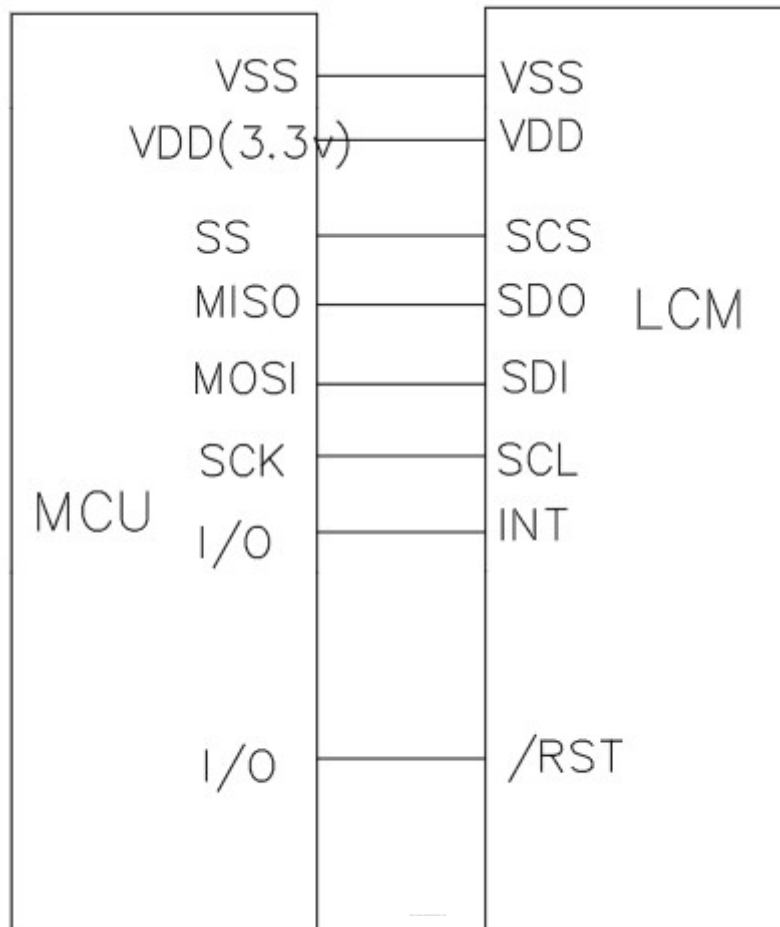 VSS VSS
VDD(3.3v) VDD
SS SCS
MISO SDO
LCM
MOSI SDI
SCK SCL
MCU
I/O INT
I/O /RST